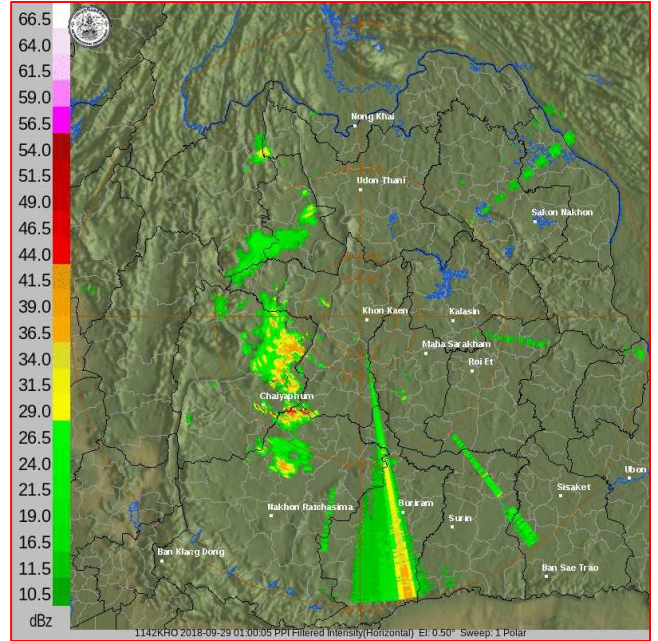 66.5
64.0
61.5
59.0
56.5
54.0
51.5
49.0
46.5
44.0
41.5
39.0
36.5
34.0
31.5
29.0
26.5
24.0
21.5
19.0
16.5
13.5
10.5
dBz
Nong Khai
Udon Thani
Sakon Nakhon
Khon Kaen
Kalasin
Maha Sarakham
Roi Et
Chaiyaphum
Ubon
Sisaket
Nakhon Ratchasima
Buriram
Surin
Ban Klang Dong
Ban Sae Trao
1142KHO 2018-09-29 01:00:05 PPI Filtered Intensity(Horizontal) El: 0.50° Sweep: 1 Polar